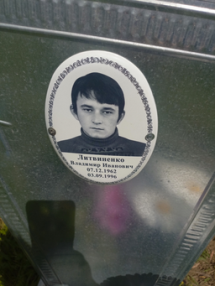 Литвиненко
Владимир Иванович
07.12.1962
03.09.1996